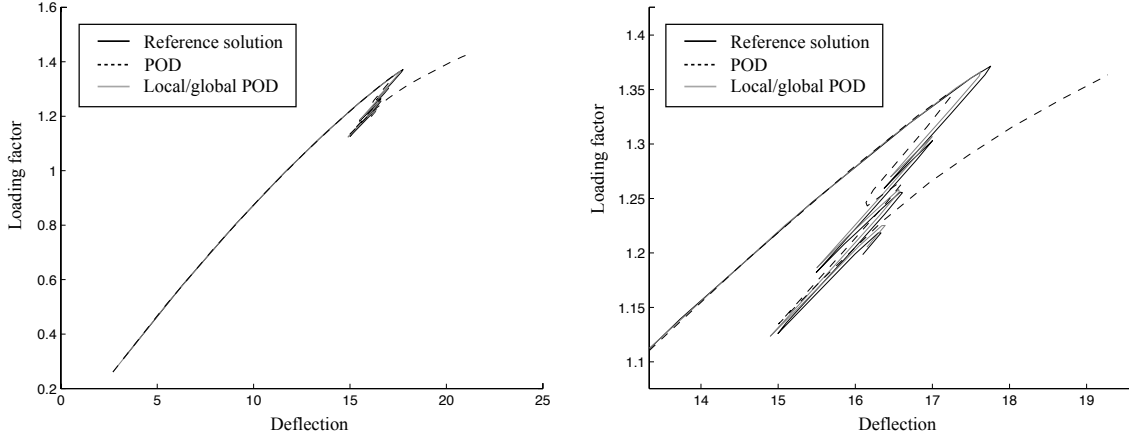 1.6
Reference solution
POD
Local/global POD
1.4
1.2
1
0.8
0.6
0.4
0.2
Loading factor
0 5 10 15 20 25
Deflection
1.4
Reference solution
POD
Local/global POD
1.35
1.3
1.25
1.2
1.15
1.1
Loading factor
14 15 16 17 18 19
Deflection